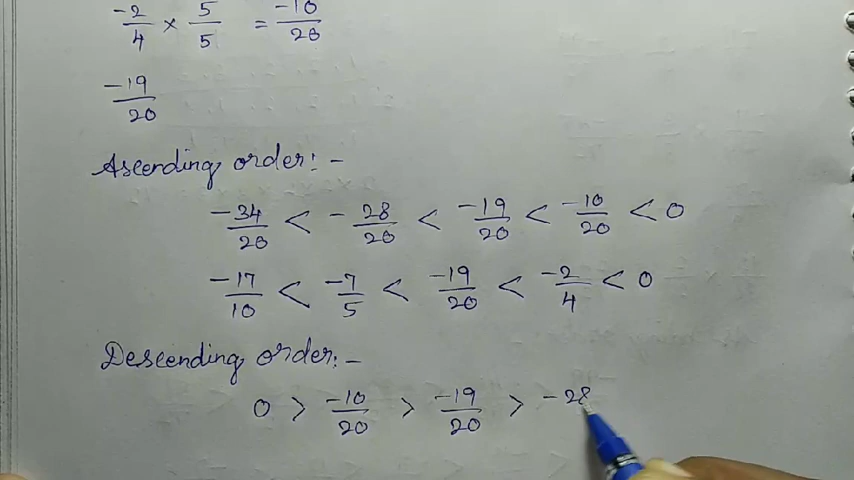 -2/4 × 5/5 = -10/20
-19/20
Ascending order:-
-34/20 < -28/20 < -19/20 < -10/20 < 0
-17/10 < -7/5 < -19/20 < -2/4 < 0
Descending order:-
0 > -10/20 > -19/20 > -28